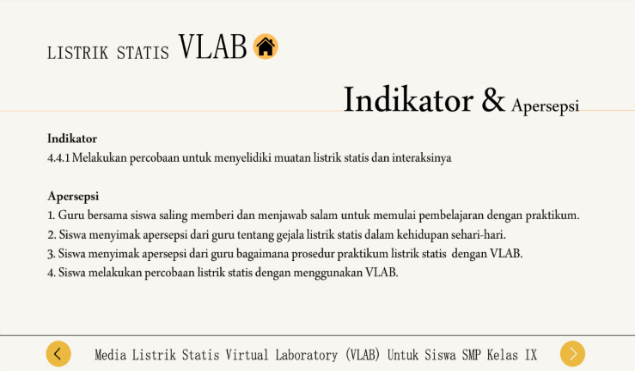 LISTRIK STATIS VLAB
Indikator & Apersepsi
Indikator
4.4.1 Melakukan percobaan untuk menyelidiki muatan listrik statis dan interaksinya
Apersepsi
1. Guru bersama siswa saling memberi dan menjawab salam untuk memulai pembelajaran dengan praktikum.
2. Siswa menyimak apersepsi dari guru tentang gejala listrik statis dalam kehidupan sehari-hari.
3. Siswa menyimak apersepsi dari guru bagaimana prosedur praktikum listrik statis dengan VLAB.
4. Siswa melakukan percobaan listrik statis dengan menggunakan VLAB.
Media Listrik Statis Virtual Laboratory (VLAB) Untuk Siswa SMP Kelas IX